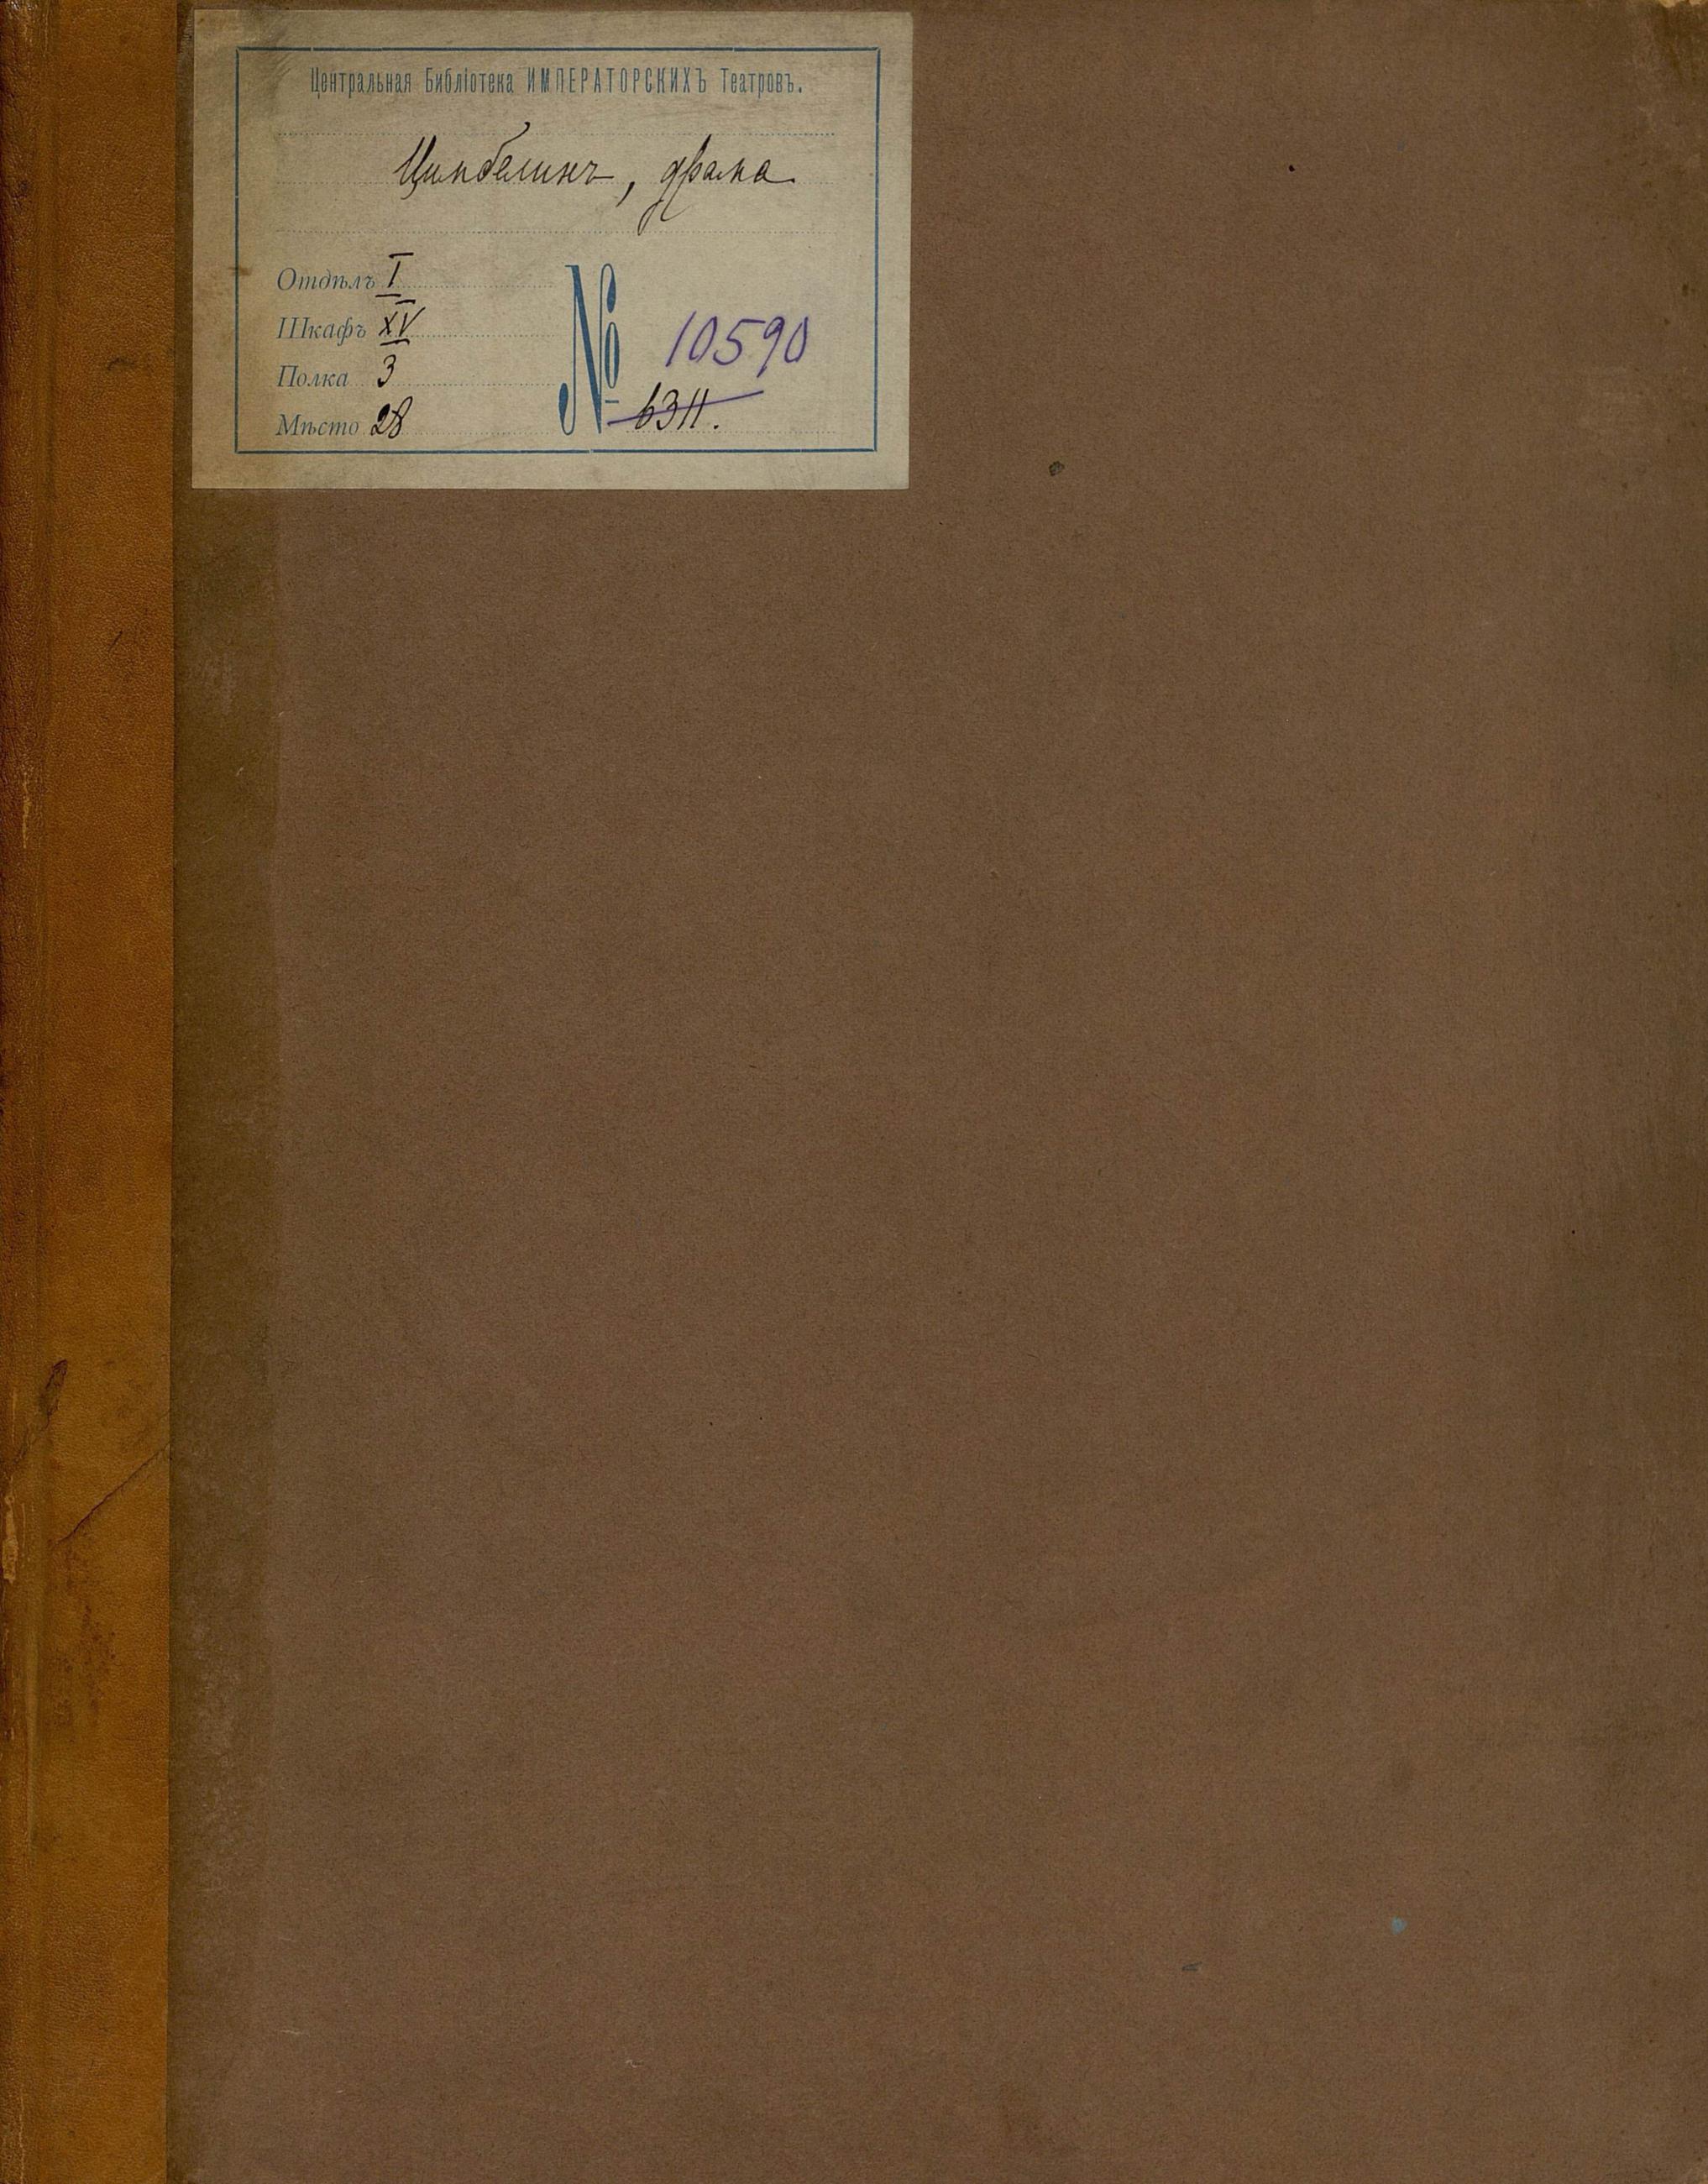 Центральная Библіотека ИМПЕРАТОРСКИХЪ Театровъ.
Цимбелинъ, драма
Отдѣлъ I
Шкафъ XV
Полка 3
Мѣсто 28
№ 10590
6311.